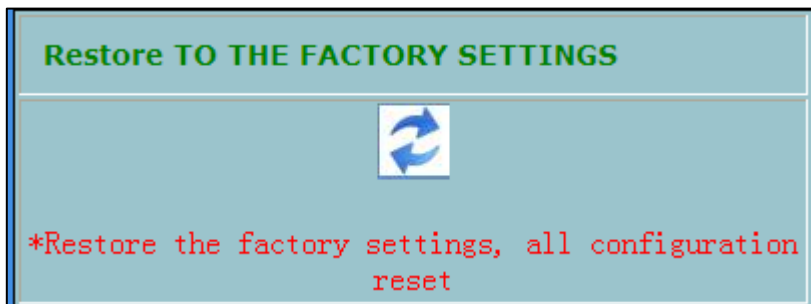 Restore TO THE FACTORY SETTINGS
*Restore the factory settings, all configuration
reset